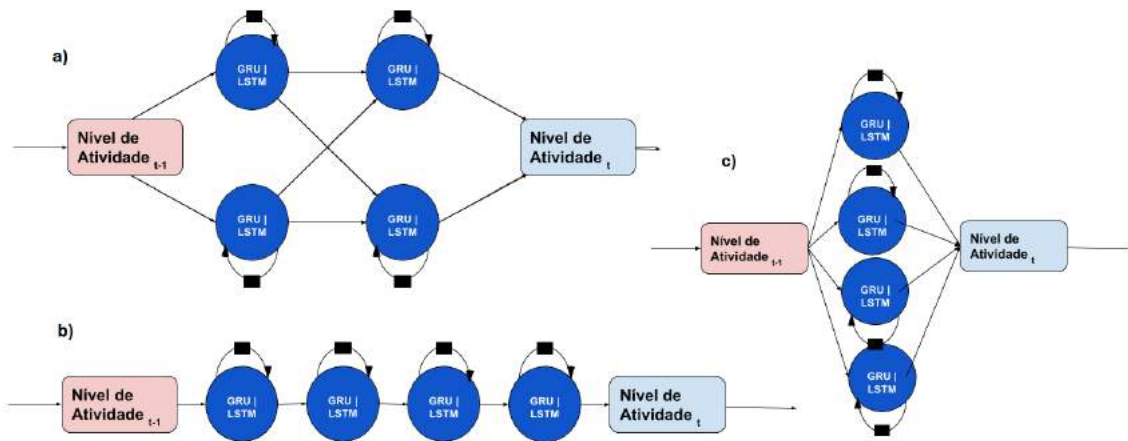 a)
GRU |
LSTM
GRU |
LSTM
Nível de
Atividade t-1
Nível de
Atividade t
GRU |
LSTM
GRU |
LSTM
b)
Nível de
Atividade t-1
GRU |
LSTM
GRU |
LSTM
GRU |
LSTM
GRU |
LSTM
Nível de
Atividade t
c)
GRU |
LSTM
GRU |
LSTM
Nível de
Atividade t-1
Nível de
Atividade t
GRU |
LSTM
GRU |
LSTM